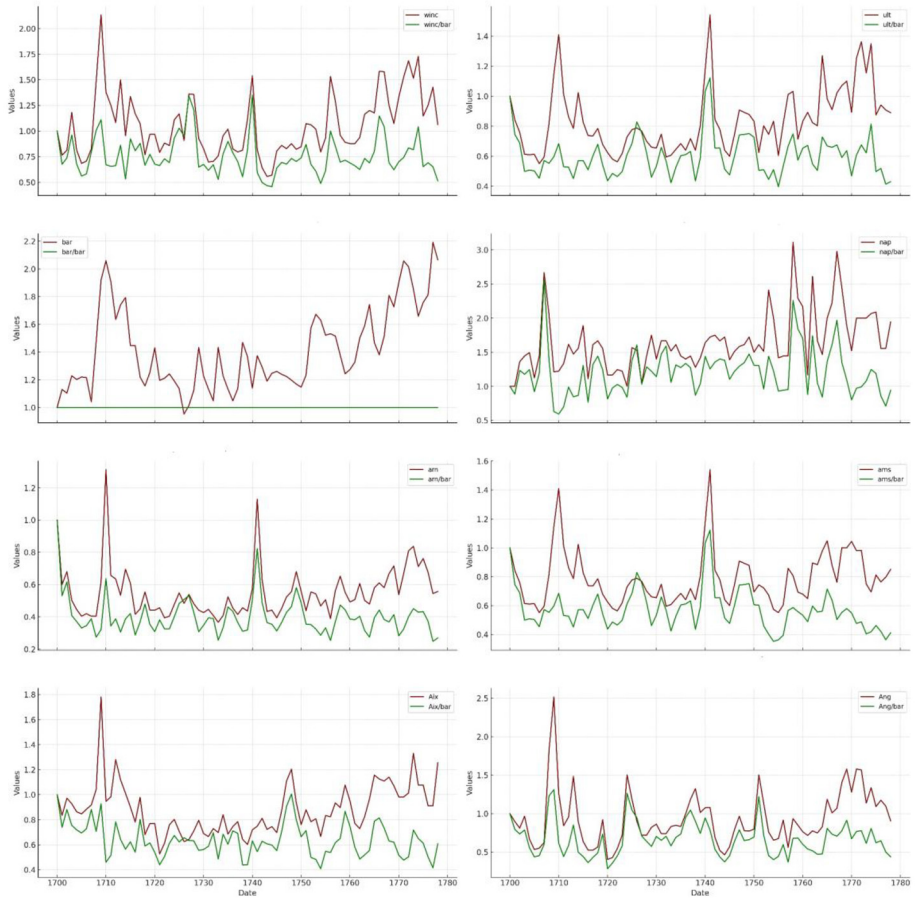 winc
winc/bar
2.00
1.75
1.50
1.25
1.00
0.75
0.50
Values
ult
ult/bar
1.4
1.2
1.0
0.8
0.6
0.4
Values
bar
bar/bar
2.2
2.0
1.8
1.6
1.4
1.2
1.0
Values
nap
nap/bar
3.0
2.5
2.0
1.5
1.0
0.5
Values
am
am/bar
1.2
1.0
0.8
0.6
0.4
0.2
Values
ams
ams/bar
1.6
1.4
1.2
1.0
0.8
0.6
0.4
Values
Aix
Aix/bar
1.8
1.6
1.4
1.2
1.0
0.8
0.6
0.4
Values
1700 1710 1720 1730 1740 1750 1760 1770 1780
Date
Ang
Ang/bar
2.5
2.0
1.5
1.0
0.5
Values
1700 1710 1720 1730 1740 1750 1760 1770 1780
Date